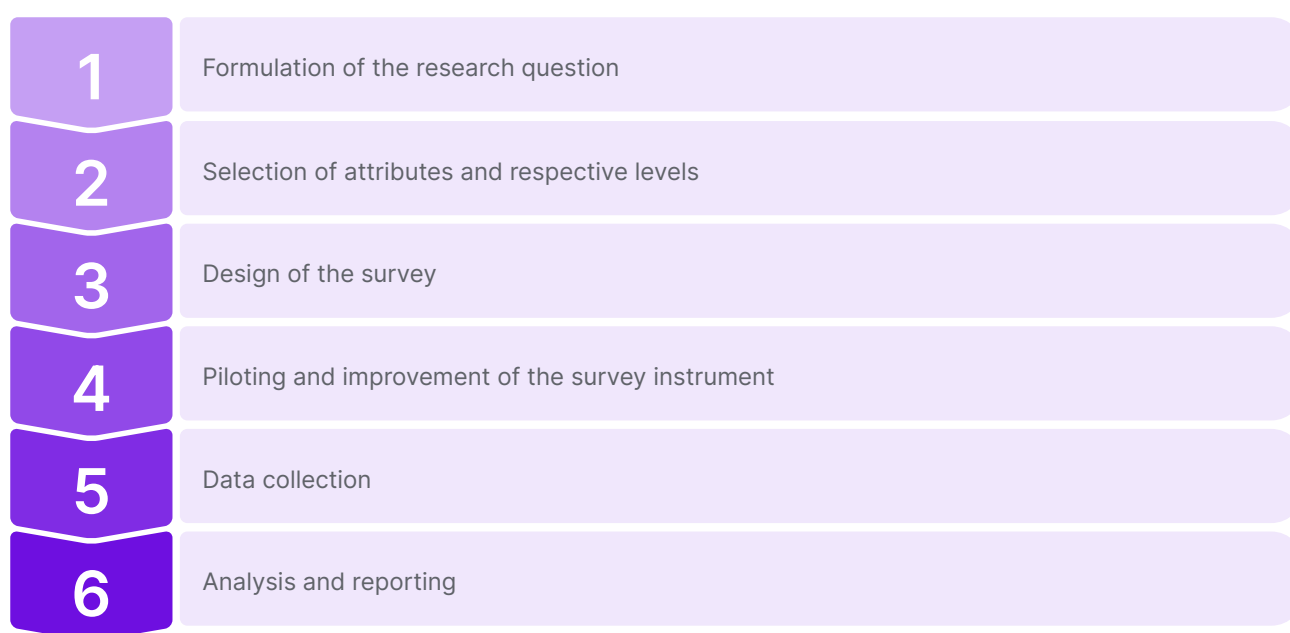 1
Formulation of the research question
2
Selection of attributes and respective levels
3
Design of the survey
4
Piloting and improvement of the survey instrument
5
Data collection
6
Analysis and reporting